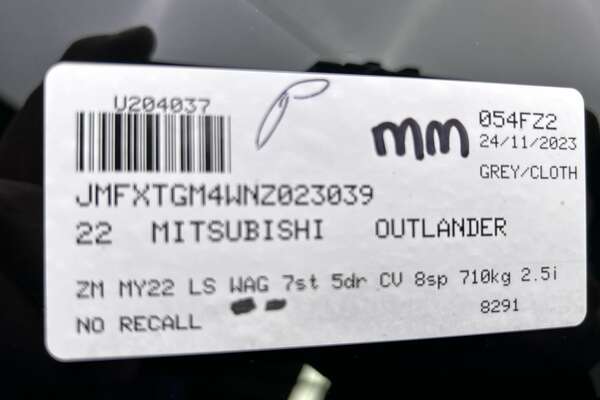 U204037
mm
054FZ2
24/11/2023
GREY/CLOTH
JMFXTGM4WNZ023039
22 MITSUBISHI OUTLANDER
ZM MY22 LS WAG 7st 5dr CV 8sp 710kg 2.5i
NO RECALL
8291